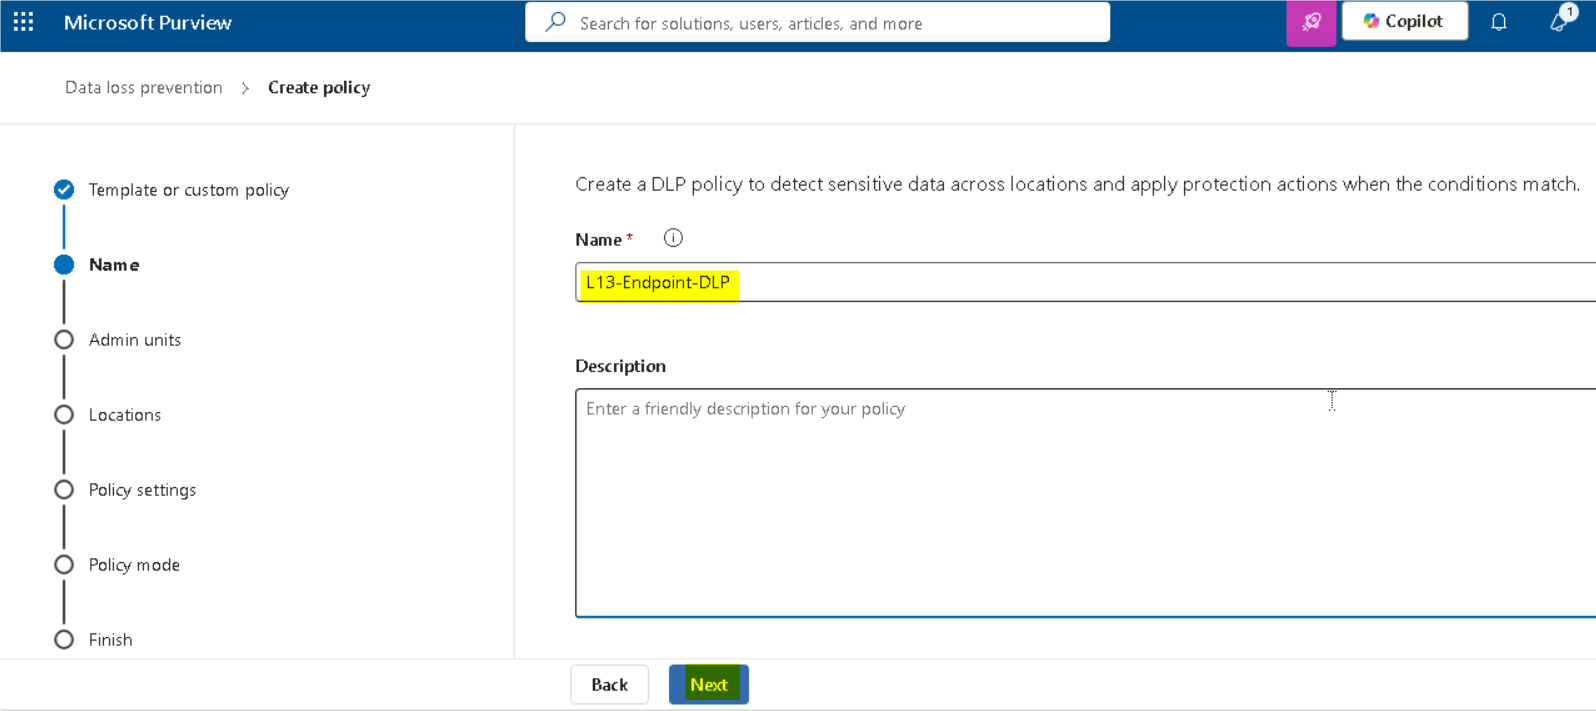 Microsoft Purview
Search for solutions, users, articles, and more
Copilot
1
Data loss prevention > Create policy
Template or custom policy
Name
Admin units
Locations
Policy settings
Policy mode
Finish
Create a DLP policy to detect sensitive data across locations and apply protection actions when the conditions match.
Name *
L13-Endpoint-DLP
Description
Enter a friendly description for your policy
Back
Next